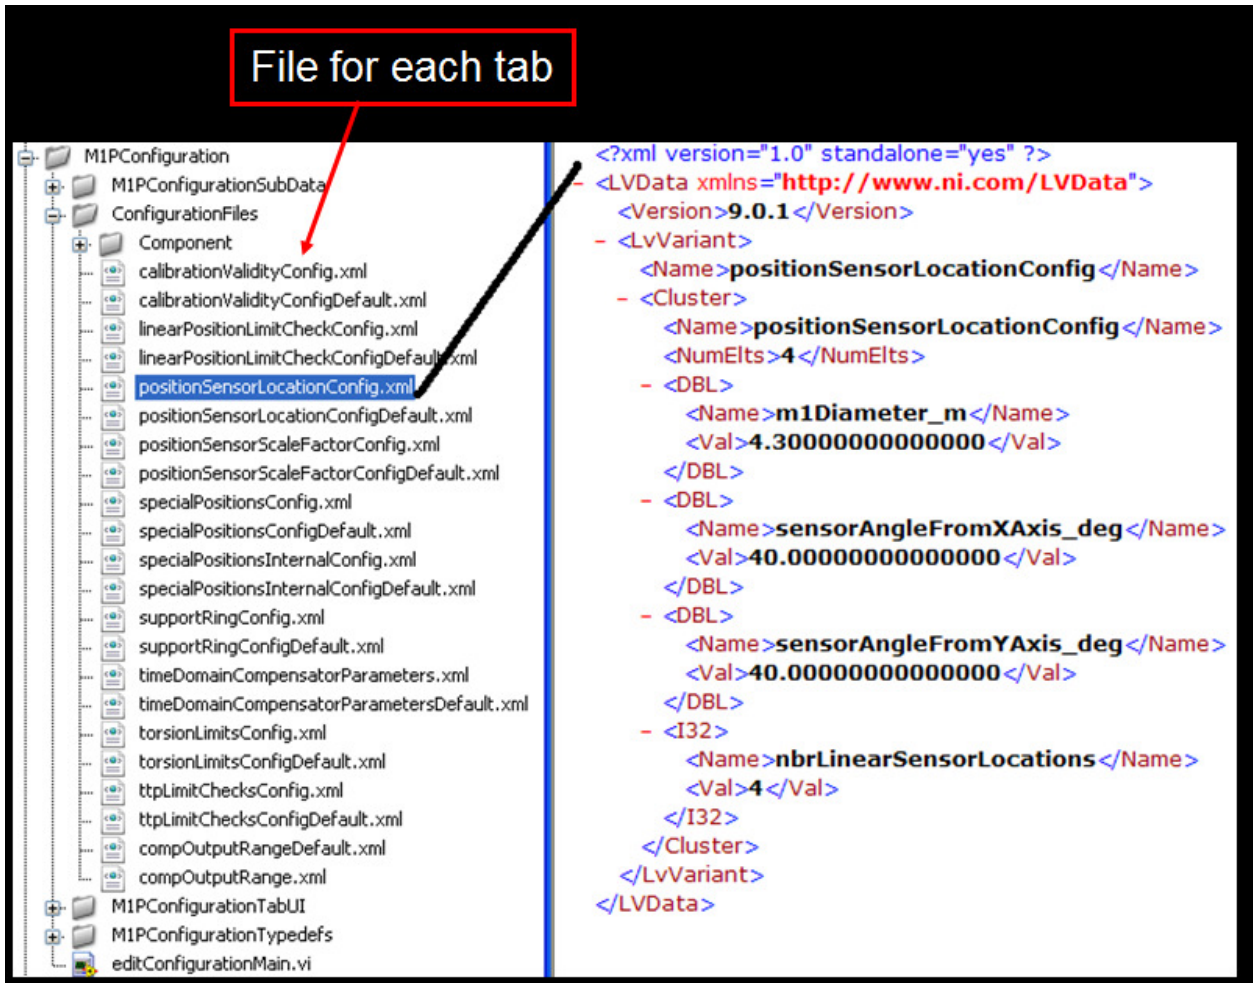 File for each tab
M1PConfiguration
M1PConfigurationSubData
ConfigurationFiles
Component
calibrationValidityConfig.xml
calibrationValidityConfigDefault.xml
linearPositionLimitCheckConfig.xml
linearPositionLimitCheckConfigDefault.xml
positionSensorLocationConfig.xml
positionSensorLocationConfigDefault.xml
positionSensorScaleFactorConfig.xml
positionSensorScaleFactorConfigDefault.xml
specialPositionsConfig.xml
specialPositionsConfigDefault.xml
specialPositionsInternalConfig.xml
specialPositionsInternalConfigDefault.xml
supportRingConfig.xml
supportRingConfigDefault.xml
timeDomainCompensatorParameters.xml
timeDomainCompensatorParametersDefault.xml
torsionLimitsConfig.xml
torsionLimitsConfigDefault.xml
ttpLimitChecksConfig.xml
ttpLimitChecksConfigDefault.xml
compOutputRangeDefault.xml
compOutputRange.xml
M1PConfigurationTabUI
M1PConfigurationTypedefs
editConfigurationMain.vi
<?xml version="1.0" standalone="yes" ?>
- <LVData xmlns="http://www.ni.com/LVData">
<Version>9.0.1</Version>
- <LvVariant>
<Name>positionSensorLocationConfig</Name>
- <Cluster>
<Name>positionSensorLocationConfig</Name>
<NumElts>4</NumElts>
- <DBL>
<Name>m1Diameter_m</Name>
<Val>4.30000000000000</Val>
</DBL>
- <DBL>
<Name>sensorAngleFromXAxis_deg</Name>
<Val>40.00000000000000</Val>
</DBL>
- <DBL>
<Name>sensorAngleFromYAxis_deg</Name>
<Val>40.00000000000000</Val>
</DBL>
- <I32>
<Name>nbrLinearSensorLocations</Name>
<Val>4</Val>
</I32>
</Cluster>
</LvVariant>
</LVData>